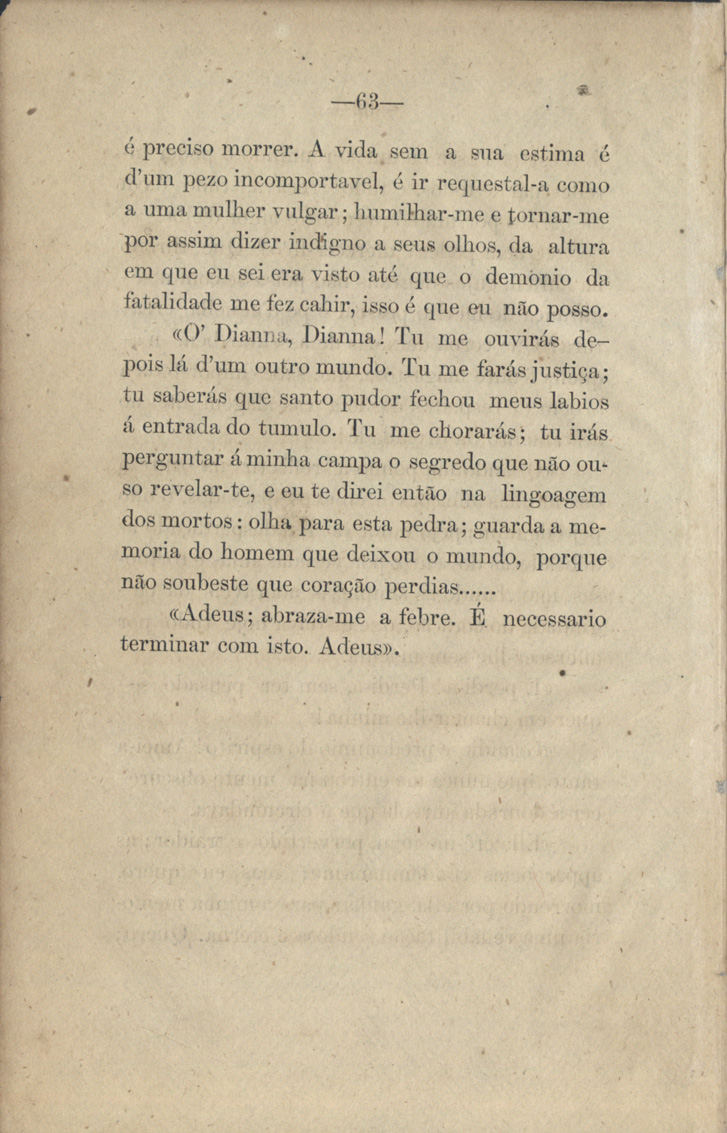 —63—
é preciso morrer. A vida sem a sua estima é
d'um pezo incomportavel, é ir requestal-a como
a uma mulher vulgar; humilhar-me e tornar-me
por assim dizer indigno a seus olhos, da altura
em que eu sei era visto até que o demonio da
fatalidade me fez cahir, isso é que eu não posso.
«O' Dianna, Dianna! Tu me ouvirás de-
pois lá d'um outro mundo. Tu me farás justiça;
tu saberás que santo pudor fechou meus labios
á entrada do tumulo. Tu me chorarás; tu irás
perguntar á minha campa o segredo que não ou-
so revelar-te, e eu te direi então na lingoagem
dos mortos: olha para esta pedra; guarda a me-
moria do homem que deixou o mundo, porque
não soubeste que coração perdias......
«Adeus; abraza-me a febre. É necessario
terminar com isto. Adeus».